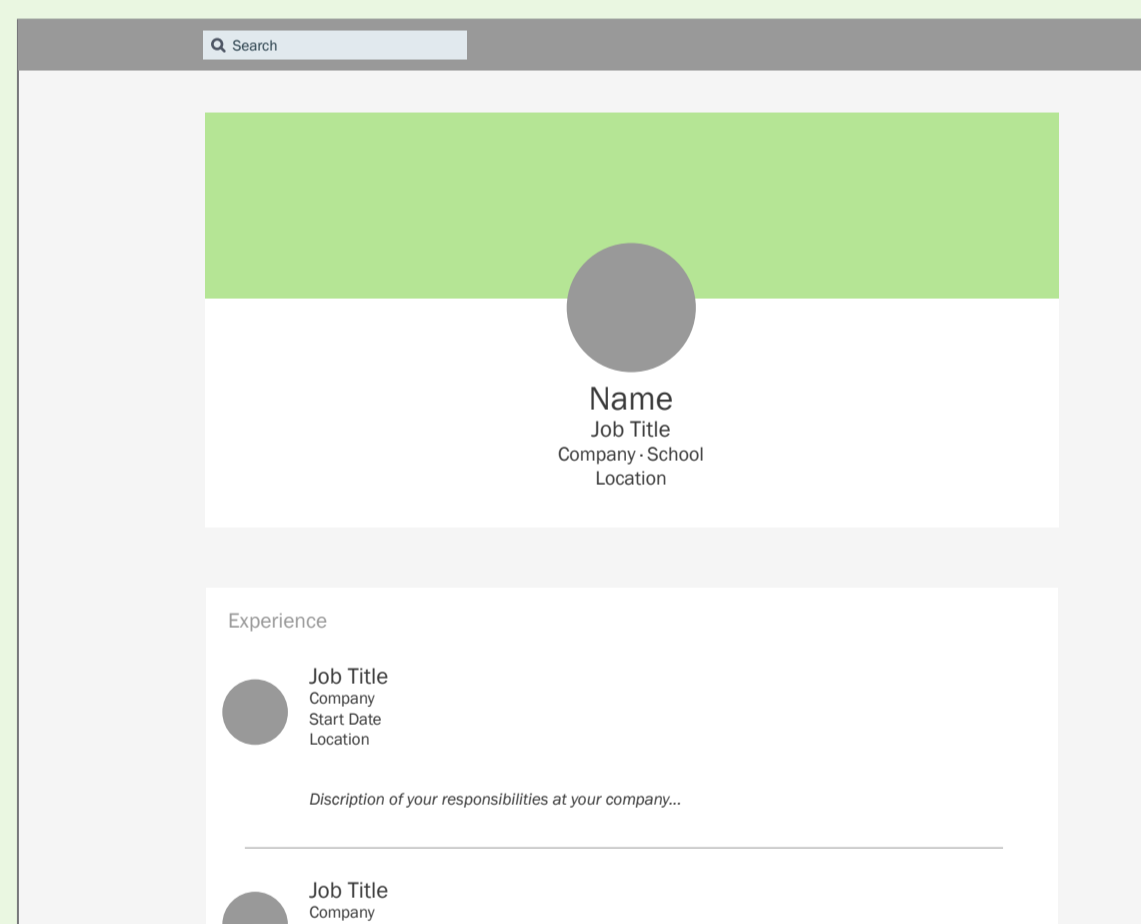 Search
Name
Job Title
Company · School
Location
Experience
Job Title
Company
Start Date
Location
Discription of your responsibilities at your company...
Job Title
Company